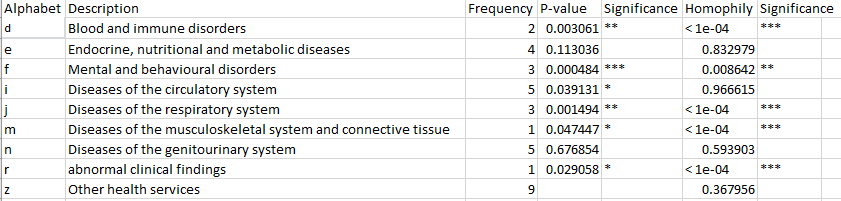 Alphabet Description Frequency P-value Significance Homophily Significance
d Blood and immune disorders 2 0.003061 ** < 1e-04 ***
e Endocrine, nutritional and metabolic diseases 4 0.113036 0.832979
f Mental and behavioural disorders 3 0.000484 *** 0.008642 **
i Diseases of the circulatory system 5 0.039131 * 0.966615
j Diseases of the respiratory system 3 0.001494 ** < 1e-04 ***
m Diseases of the musculoskeletal system and connective tissue 1 0.047447 * < 1e-04 ***
n Diseases of the genitourinary system 5 0.676854 0.593903
r abnormal clinical findings 1 0.029058 * < 1e-04 ***
z Other health services 9 0.367956